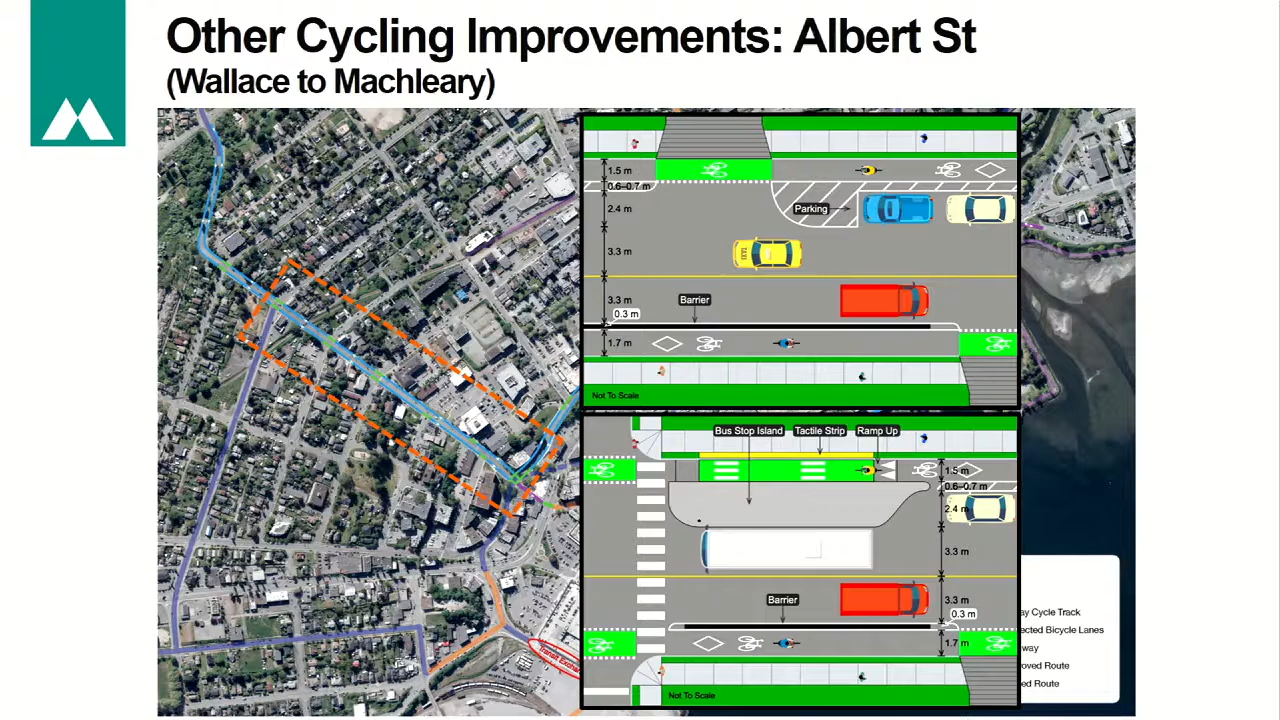 Other Cycling Improvements: Albert St
(Wallace to Machleary)
1.5 m
0.6–0.7 m
2.4 m
Parking
3.3 m
TAXI
3.3 m
Barrier
0.3 m
1.7 m
Not To Scale
Bus Stop Island
Tactile Strip
Ramp Up
1.5 m
0.6–0.7 m
2.4 m
3.3 m
3.3 m
Barrier
0.3 m
1.7 m
Not To Scale
ay Cycle Track
ected Bicycle Lanes
way
oved Route
ed Route
Transit Excha